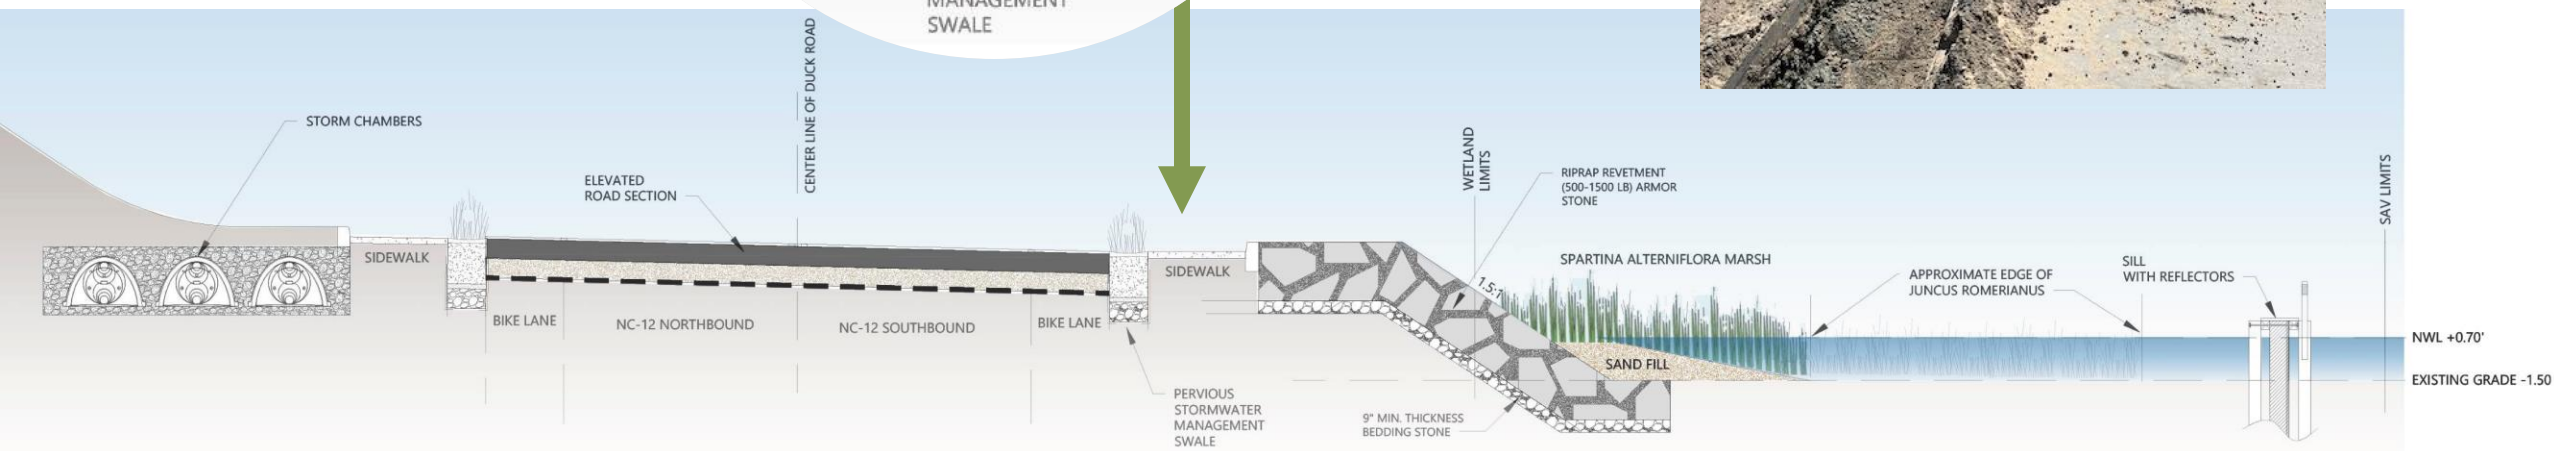 MANAGEMENT
SWALE
CENTER LINE OF DUCK ROAD
STORM CHAMBERS
ELEVATED
ROAD SECTION
WETLAND
LIMITS
RIPRAP REVETMENT
(500-1500 LB) ARMOR
STONE
SAV LIMITS
SIDEWALK
SIDEWALK
SPARTINA ALTERNIFLORA MARSH
1.5:1
APPROXIMATE EDGE OF
JUNCUS ROMERIANUS
SILL
WITH REFLECTORS
BIKE LANE
NC-12 NORTHBOUND
NC-12 SOUTHBOUND
BIKE LANE
NWL +0.70'
SAND FILL
EXISTING GRADE -1.50
PERVIOUS
STORMWATER
MANAGEMENT
SWALE
9" MIN. THICKNESS
BEDDING STONE